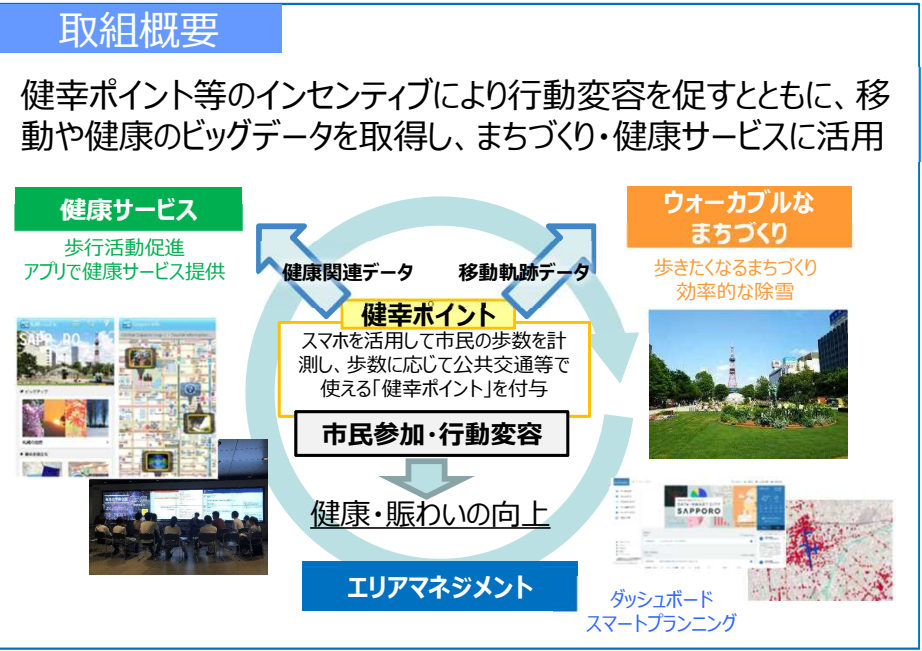 取組概要
健幸ポイント等のインセンティブにより行動変容を促すとともに、移
動や健康のビッグデータを取得し、まちづくり・健康サービスに活用
健康サービス
歩行活動促進
アプリで健康サービス提供
ウォーカブルな
まちづくり
歩きたくなるまちづくり
効率的な除雪
健康関連データ
移動軌跡データ
健幸ポイント
スマホを活用して市民の歩数を計
測し、歩数に応じて公共交通等で
使える「健幸ポイント」を付与
市民参加・行動変容
健康・賑わいの向上
エリアマネジメント
SAPP_RO
DATA-SMART CITY
SAPPORO
ダッシュボード
スマートプランニング